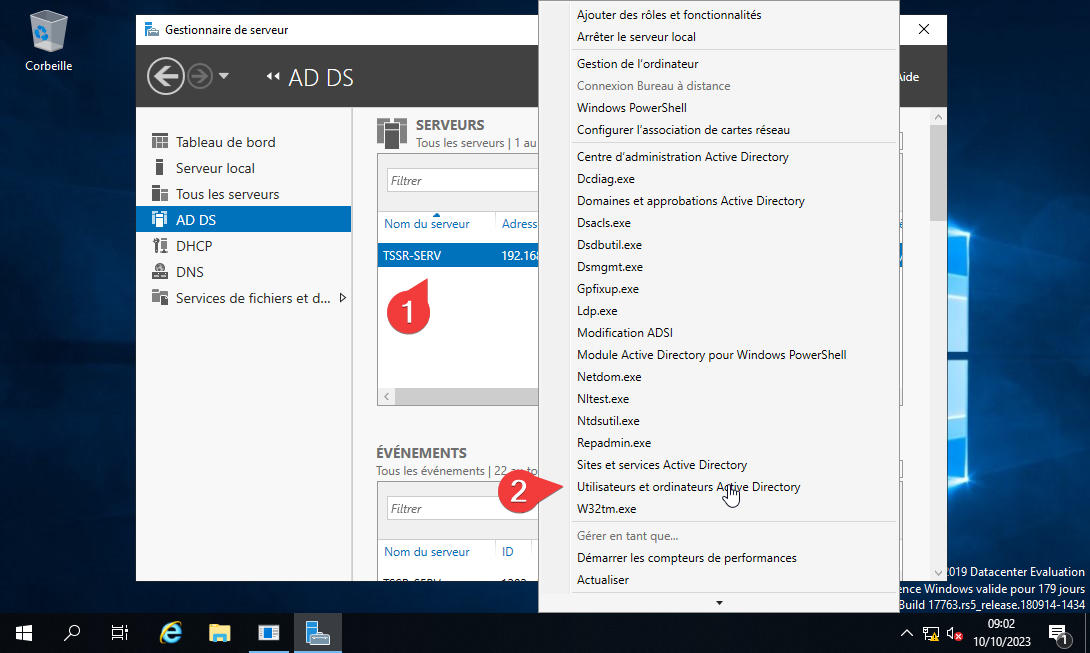 Corbeille
Gestionnaire de serveur
AD DS
Aide
Tableau de bord
Serveur local
Tous les serveurs
AD DS
DHCP
DNS
Services de fichiers et d...
SERVEURS
Tous les serveurs | 1 au
Filtrer
Nom du serveur Adress
TSSR-SERV 192.168
1
ÉVÉNEMENTS
Tous les événements | 22 au to
Filtrer
Nom du serveur ID
TSSR-SERV 1202
2
Ajouter des rôles et fonctionnalités
Arrêter le serveur local
Gestion de l'ordinateur
Connexion Bureau à distance
Windows PowerShell
Configurer l'association de cartes réseau
Centre d'administration Active Directory
Dcdiag.exe
Domaines et approbations Active Directory
Dsacls.exe
Dsdbutil.exe
Dsmgmt.exe
Gpfixup.exe
Ldp.exe
Modification ADSI
Module Active Directory pour Windows PowerShell
Netdom.exe
Nltest.exe
Ntdsutil.exe
Repadmin.exe
Sites et services Active Directory
Utilisateurs et ordinateurs Active Directory
W32tm.exe
Gérer en tant que...
Démarrer les compteurs de performances
Actualiser
2019 Datacenter Evaluation
ence Windows valide pour 179 jours
Build 17763.rs5_release.180914-1434
09:02
10/10/2023
1